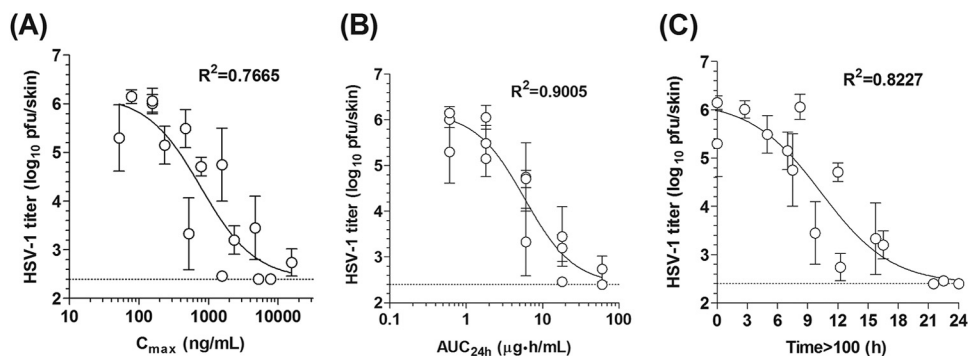 (A)
R²=0.7665
HSV-1 titer (log₁₀ pfu/skin)
7
6
5
4
3
2
10
100
1000
10000
Cmax (ng/mL)
(B)
R²=0.9005
HSV-1 titer (log₁₀ pfu/skin)
7
6
5
4
3
2
0.1
1
10
100
AUC24h (μg•h/mL)
(C)
R²=0.8227
HSV-1 titer (log₁₀ pfu/skin)
7
6
5
4
3
2
0
3
6
9
12
15
18
21
24
Time>100 (h)